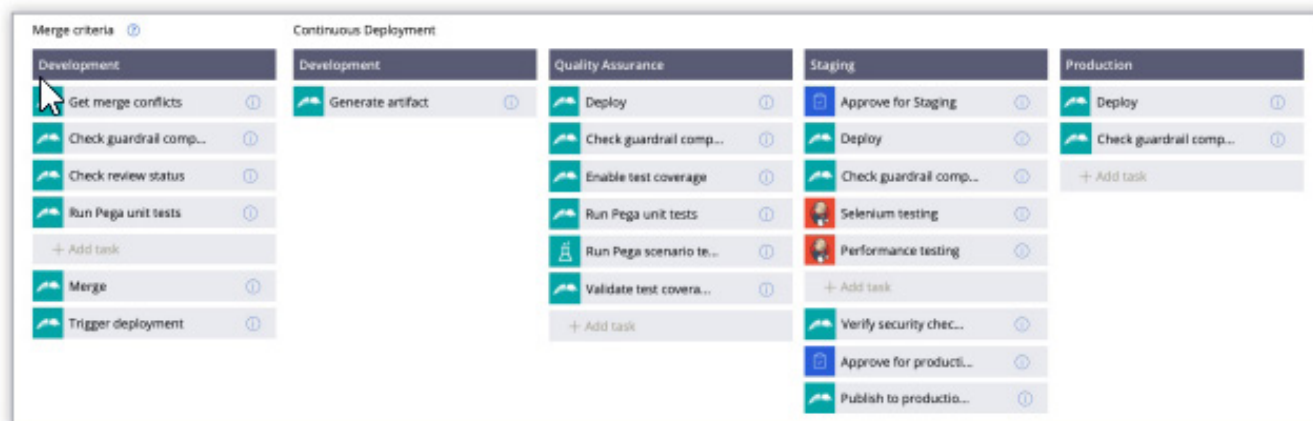 Merge criteria
Continuous Deployment
Development
Get merge conflicts
Check guardrail comp...
Check review status
Run Pega unit tests
+ Add task
Merge
Trigger deployment
Development
Generate artifact
Quality Assurance
Deploy
Check guardrail comp...
Enable test coverage
Run Pega unit tests
Run Pega scenario te...
Validate test covera...
+ Add task
Staging
Approve for Staging
Deploy
Check guardrail comp...
Selenium testing
Performance testing
+ Add task
Verify security chec...
Approve for producti...
Publish to productio...
Production
Deploy
Check guardrail comp...
+ Add task